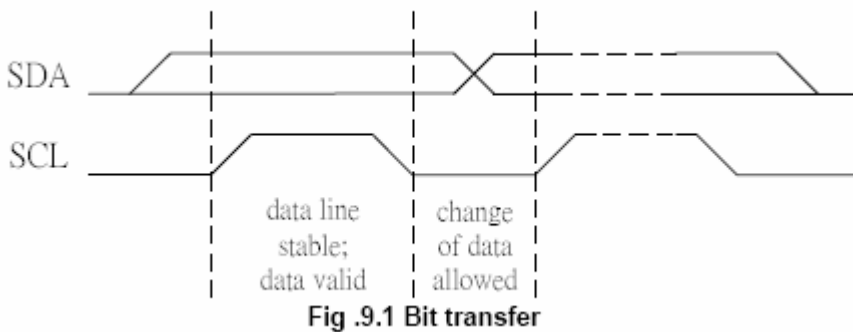 SDA
SCL
data line
stable;
data valid
change
of data
allowed
Fig .9.1 Bit transfer